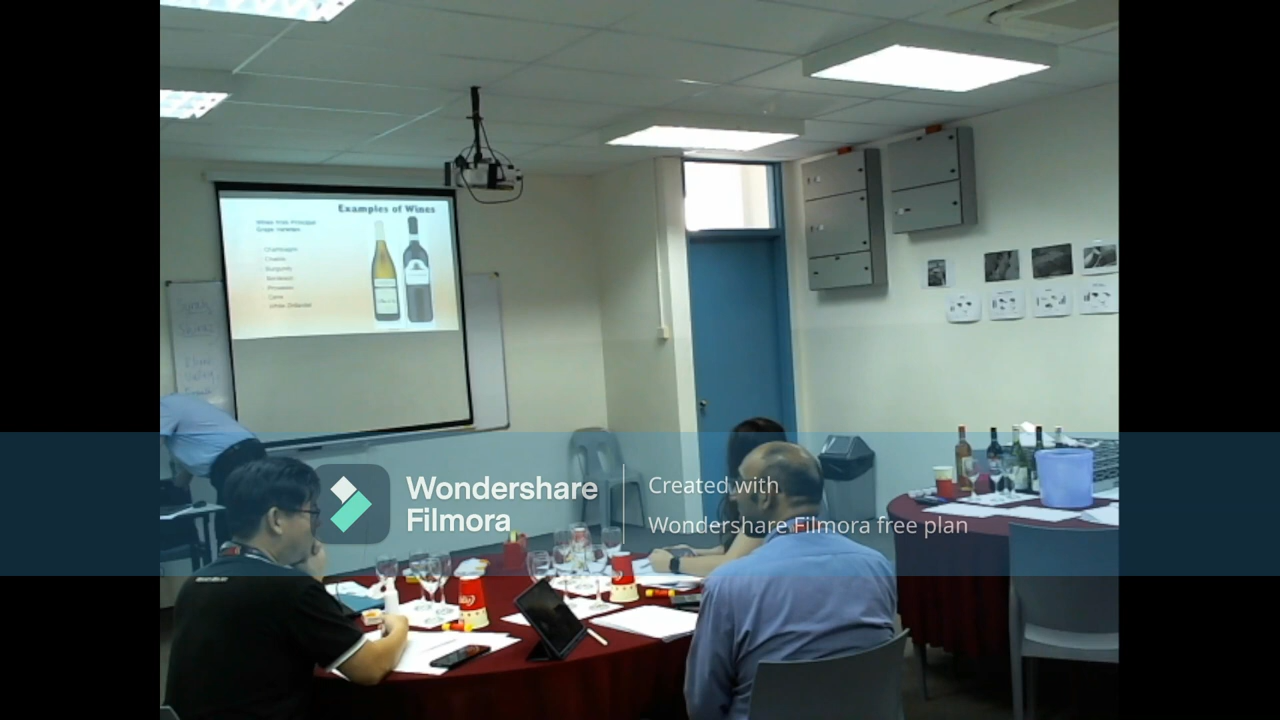 Examples of Wines
Wines from Principal
Grape Varieties
Champagne
Chablis
Burgundy
Bordeaux
Prosecco
Cava
White Zinfandel
Wondershare
Filmora
Created with
Wondershare Filmora free plan